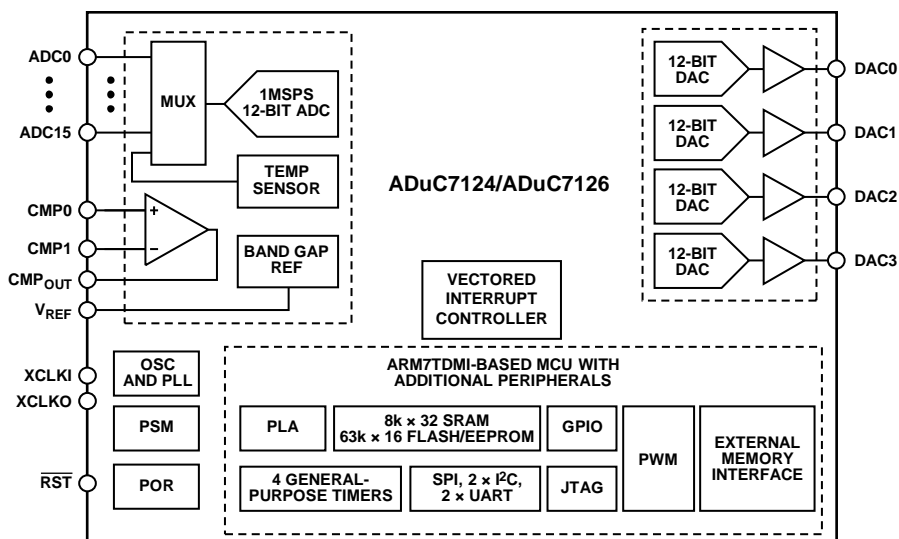 ADC0
ADC15
CMP0
CMP1
CMPOUT
VREF
XCLKI
XCLKO
RST
MUX
1MSPS
12-BIT ADC
TEMP
SENSOR
BAND GAP
REF
+
−
ADuC7124/ADuC7126
12-BIT
DAC
12-BIT
DAC
12-BIT
DAC
12-BIT
DAC
DAC0
DAC1
DAC2
DAC3
VECTORED
INTERRUPT
CONTROLLER
OSC
AND PLL
PSM
POR
ARM7TDMI-BASED MCU WITH
ADDITIONAL PERIPHERALS
PLA
8k × 32 SRAM
63k × 16 FLASH/EEPROM
GPIO
4 GENERAL-
PURPOSE TIMERS
SPI, 2 × I²C,
2 × UART
JTAG
PWM
EXTERNAL
MEMORY
INTERFACE